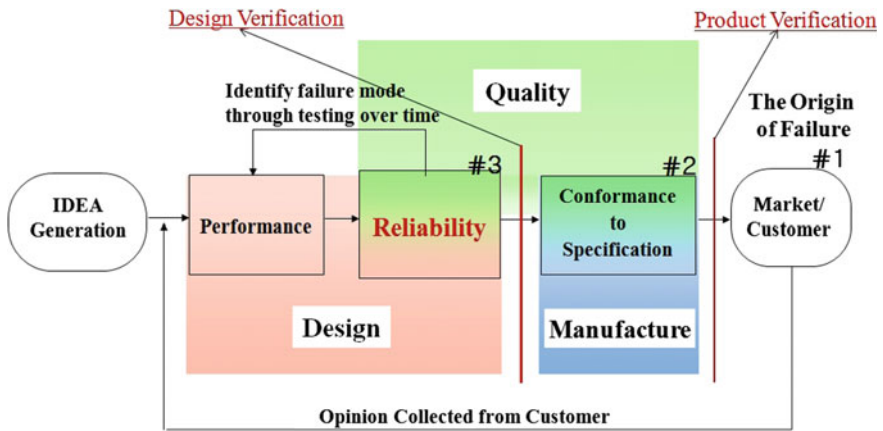 Design Verification
Product Verification
Quality
Identify failure mode
through testing over time
The Origin
of Failure
#3
#2
#1
IDEA
Generation
Performance
Reliability
Conformance
to
Specification
Market/
Customer
Design
Manufacture
Opinion Collected from Customer